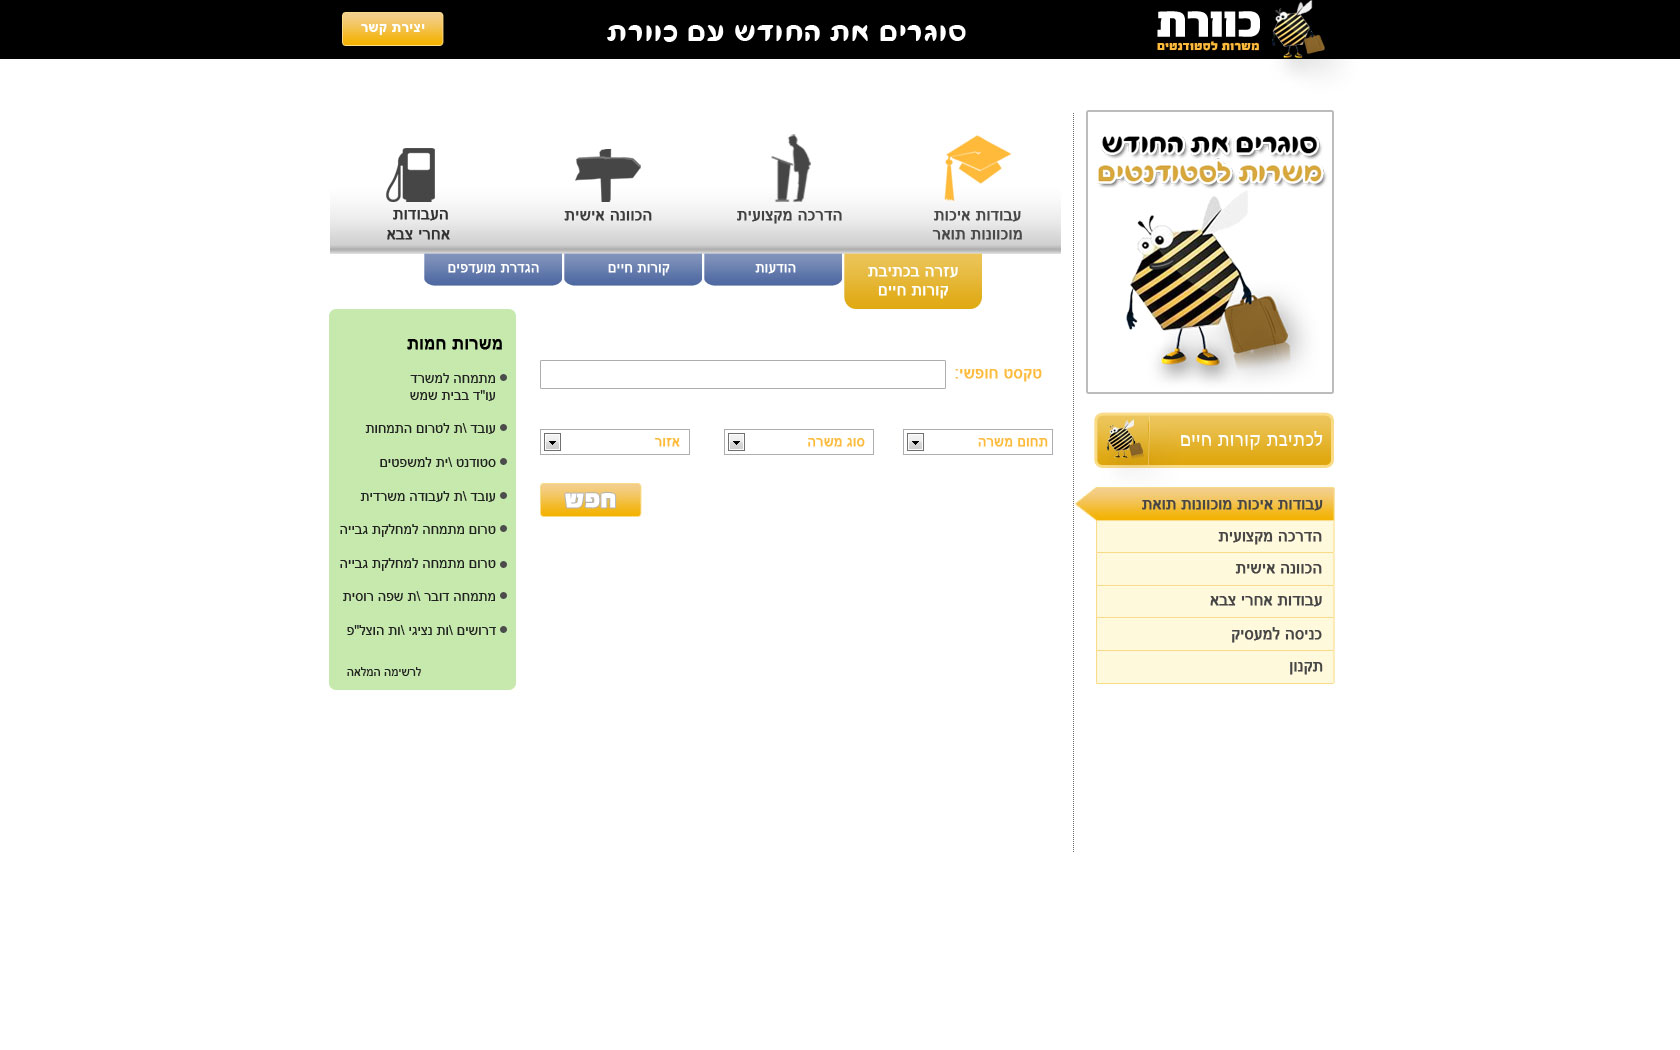 כוורת
משרות לסטודנטים
סוגרים את החודש עם כוורת
יצירת קשר
סוגרים את החודש
משרות לסטודנטים
לכתיבת קורות חיים
עבודות איכות מוכוונות תואת
הדרכה מקצועית
הכוונה אישית
עבודות אחרי צבא
כניסה למעסיק
תקנון
עבודות איכות
מוכוונות תואר
הדרכה מקצועית
הכוונה אישית
העבודות
אחרי צבא
עזרה בכתיבת
קורות חיים
הודעות
קורות חיים
הגדרת מועדפים
טקסט חופשי:
תחום משרה
סוג משרה
אזור
חפש
משרות חמות
מתמחה למשרד
עו"ד בבית שמש
עובד \ת לטרום התמחות
סטודנט \ית למשפטים
עובד \ת לעבודה משרדית
טרום מתמחה למחלקת גבייה
טרום מתמחה למחלקת גבייה
מתמחה דובר \ת שפה רוסית
דרושים \ות נציגי \ות הוצל"פ
לרשימה המלאה